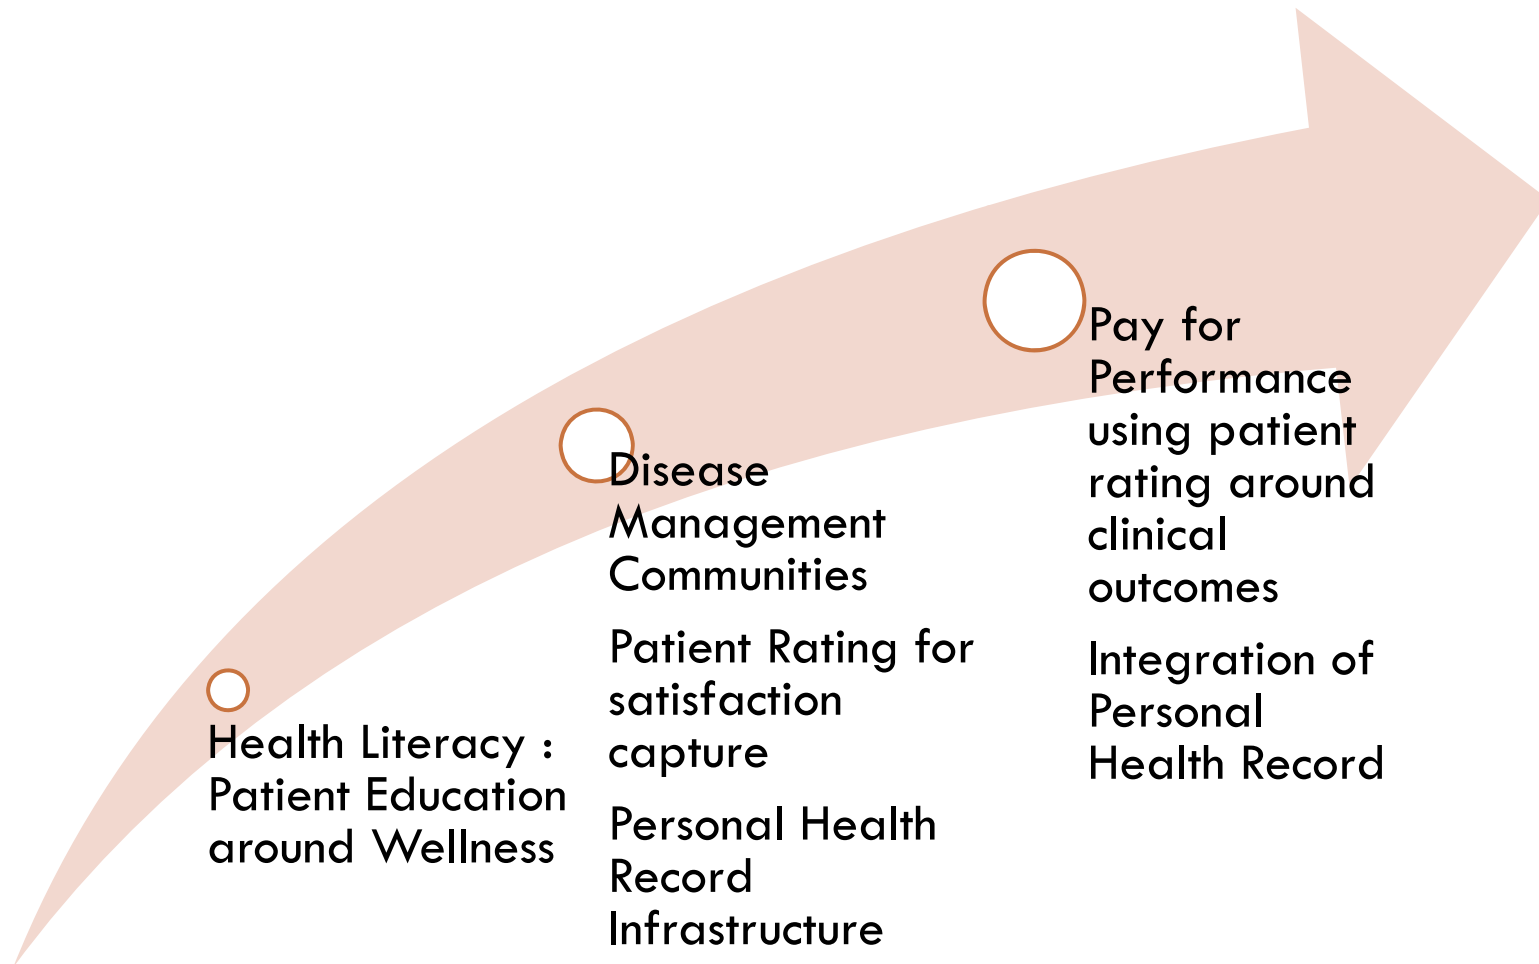 Health Literacy :
Patient Education
around Wellness
Disease
Management
Communities
Patient Rating for
satisfaction
capture
Personal Health
Record
Infrastructure
Pay for
Performance
using patient
rating around
clinical
outcomes
Integration of
Personal
Health Record